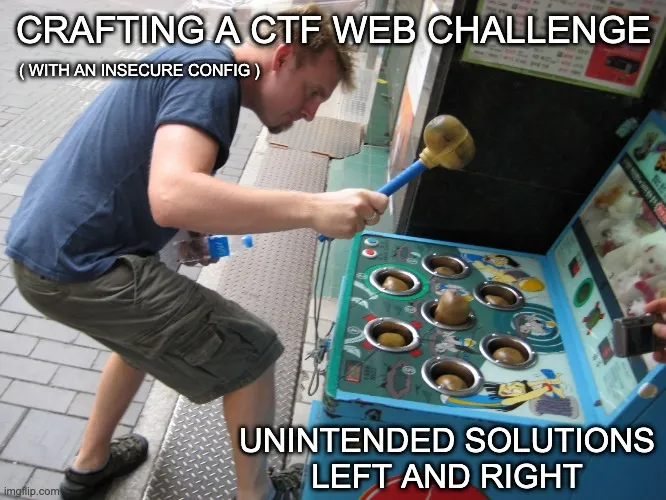 CRAFTING A CTF WEB CHALLENGE
( WITH AN INSECURE CONFIG )
UNINTENDED SOLUTIONS
LEFT AND RIGHT
imgflip.com